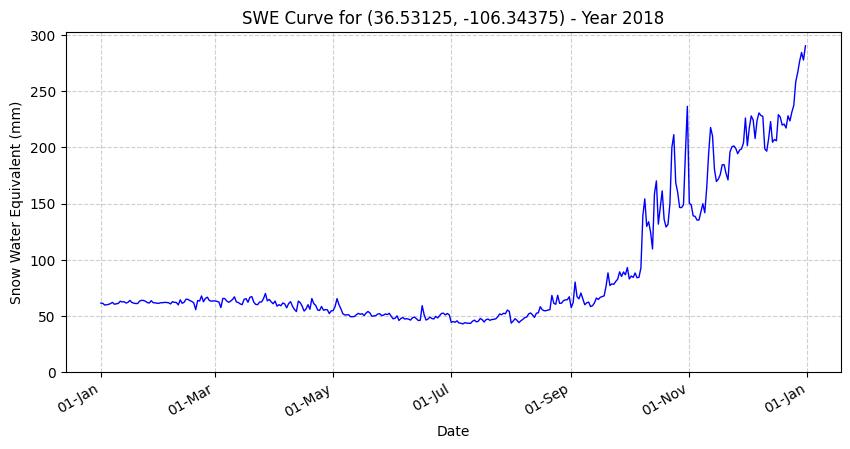 SWE Curve for (36.53125, -106.34375) - Year 2018
Snow Water Equivalent (mm)
300
250
200
150
100
50
0
01-Jan
01-Mar
01-May
01-Jul
01-Sep
01-Nov
01-Jan
Date